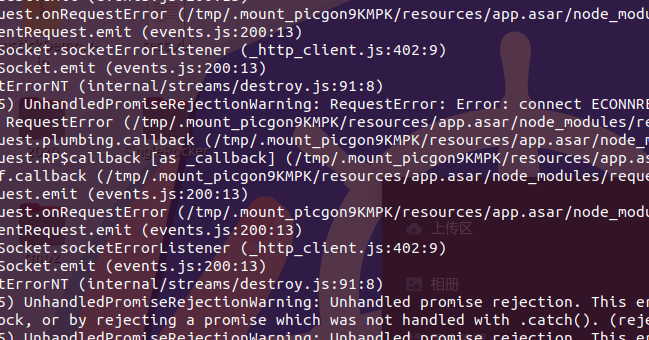 uest.onRequestError (/tmp/.mount_picgon9KMPK/resources/app.asar/node_modu
entRequest.emit (events.js:200:13)
Socket.socketErrorListener (_http_client.js:402:9)
Socket.emit (events.js:200:13)
tErrorNT (internal/streams/destroy.js:91:8)
5) UnhandledPromiseRejectionWarning: RequestError: Error: connect ECONNRE
 RequestError (/tmp/.mount_picgon9KMPK/resources/app.asar/node_modules/re
uest.plumbing.callback (/tmp/.mount_picgon9KMPK/resources/app.asar/node_m
uest.RP$callback [as _callback] (/tmp/.mount_picgon9KMPK/resources/app.as
f.callback (/tmp/.mount_picgon9KMPK/resources/app.asar/node_modules/reque
uest.emit (events.js:200:13)
uest.onRequestError (/tmp/.mount_picgon9KMPK/resources/app.asar/node_modu
entRequest.emit (events.js:200:13)
上传区
Socket.socketErrorListener (_http_client.js:402:9)
Socket.emit (events.js:200:13)
tErrorNT (internal/streams/destroy.js:91:8)
相册
5) UnhandledPromiseRejectionWarning: Unhandled promise rejection. This er
ock, or by rejecting a promise which was not handled with .catch(). (reje
5) UnhandledPromiseRejectionWarning: Unhandled promise rejection. This er